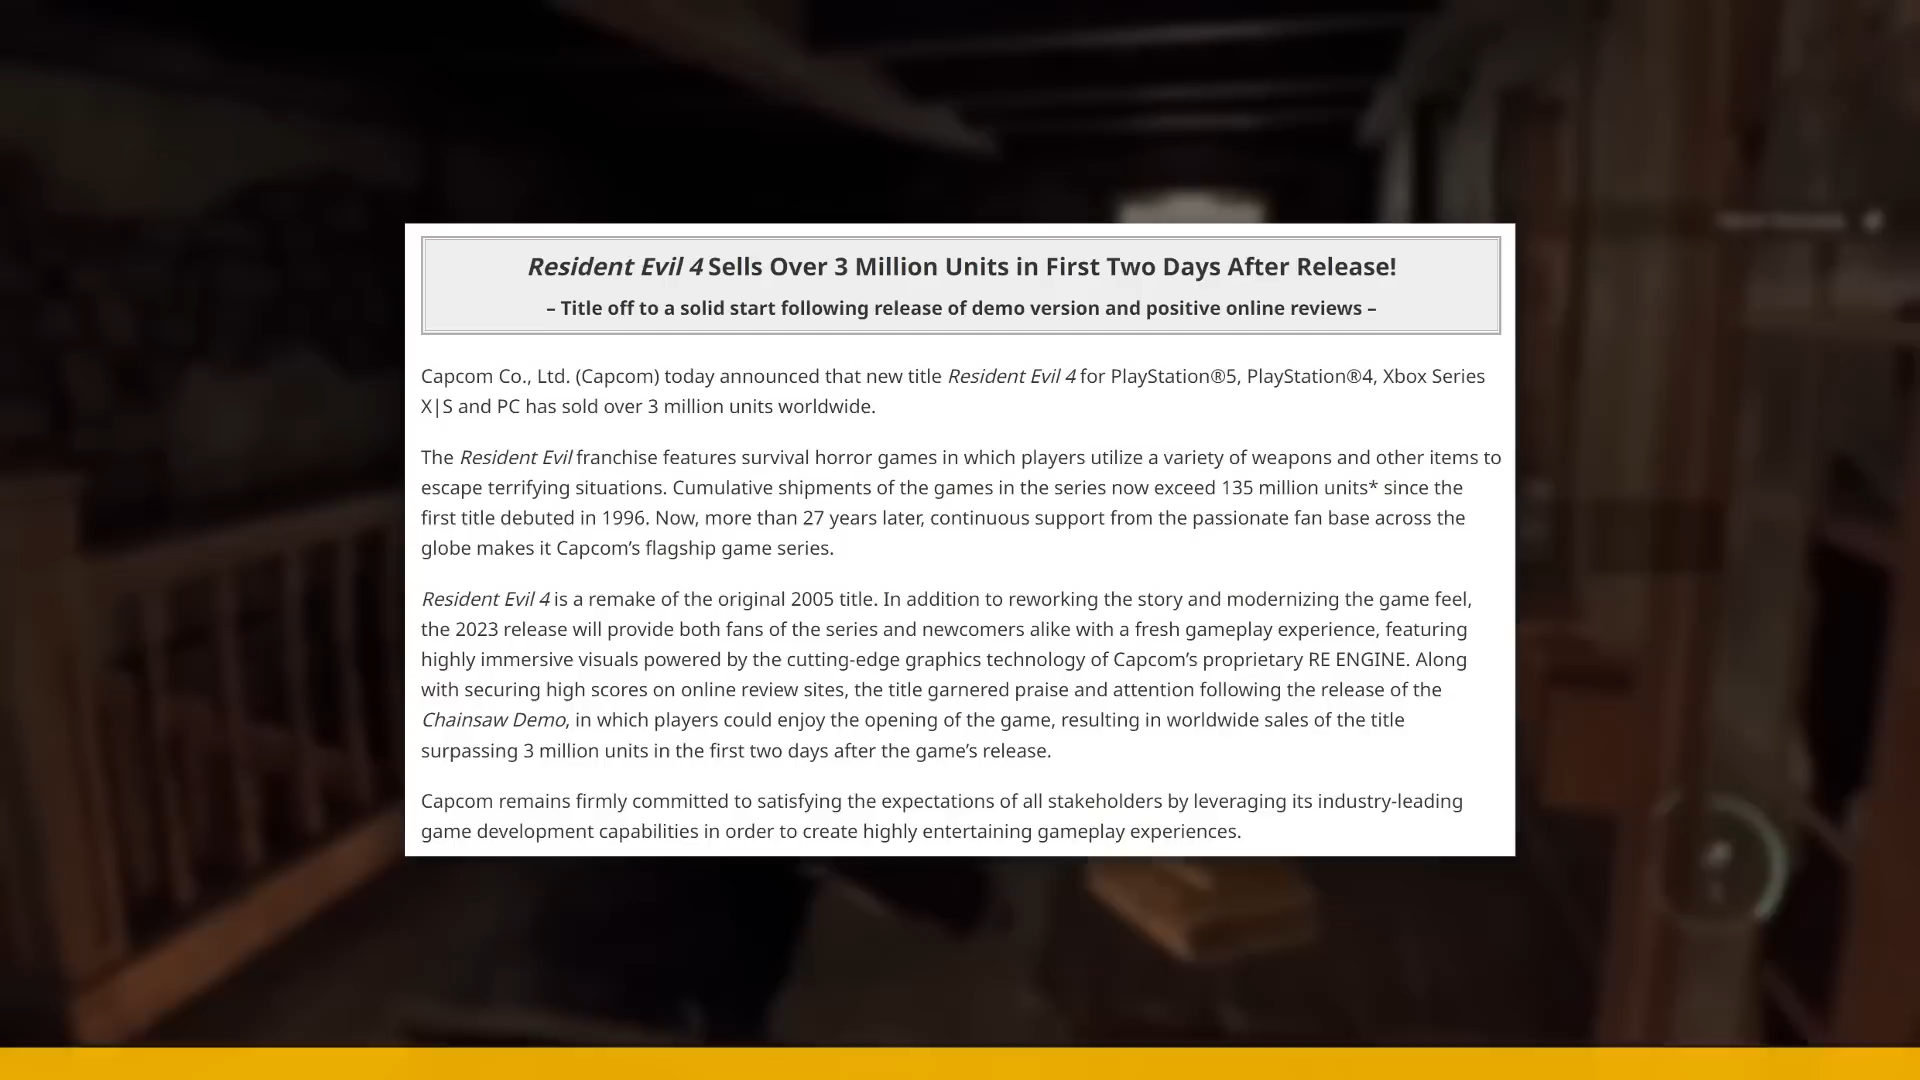 Resident Evil 4 Sells Over 3 Million Units in First Two Days After Release!
– Title off to a solid start following release of demo version and positive online reviews –
Capcom Co., Ltd. (Capcom) today announced that new title Resident Evil 4 for PlayStation®5, PlayStation®4, Xbox Series
X|S and PC has sold over 3 million units worldwide.
The Resident Evil franchise features survival horror games in which players utilize a variety of weapons and other items to
escape terrifying situations. Cumulative shipments of the games in the series now exceed 135 million units* since the
first title debuted in 1996. Now, more than 27 years later, continuous support from the passionate fan base across the
globe makes it Capcom’s flagship game series.
Resident Evil 4 is a remake of the original 2005 title. In addition to reworking the story and modernizing the game feel,
the 2023 release will provide both fans of the series and newcomers alike with a fresh gameplay experience, featuring
highly immersive visuals powered by the cutting-edge graphics technology of Capcom’s proprietary RE ENGINE. Along
with securing high scores on online review sites, the title garnered praise and attention following the release of the
Chainsaw Demo, in which players could enjoy the opening of the game, resulting in worldwide sales of the title
surpassing 3 million units in the first two days after the game’s release.
Capcom remains firmly committed to satisfying the expectations of all stakeholders by leveraging its industry-leading
game development capabilities in order to create highly entertaining gameplay experiences.